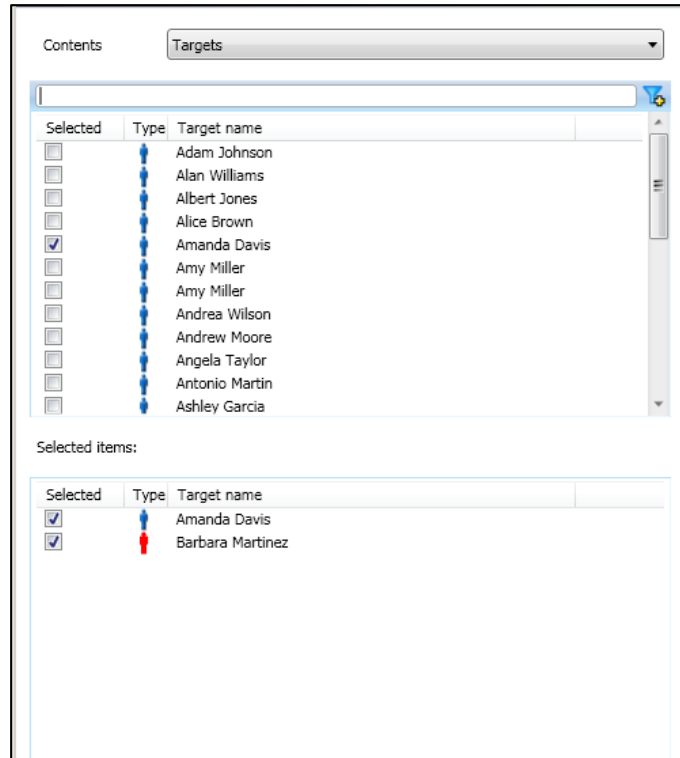 Contents Targets
Selected Type Target name
Adam Johnson
Alan Williams
Albert Jones
Alice Brown
Amanda Davis
Amy Miller
Amy Miller
Andrea Wilson
Andrew Moore
Angela Taylor
Antonio Martin
Ashley Garcia
Selected items:
Selected Type Target name
Amanda Davis
Barbara Martinez